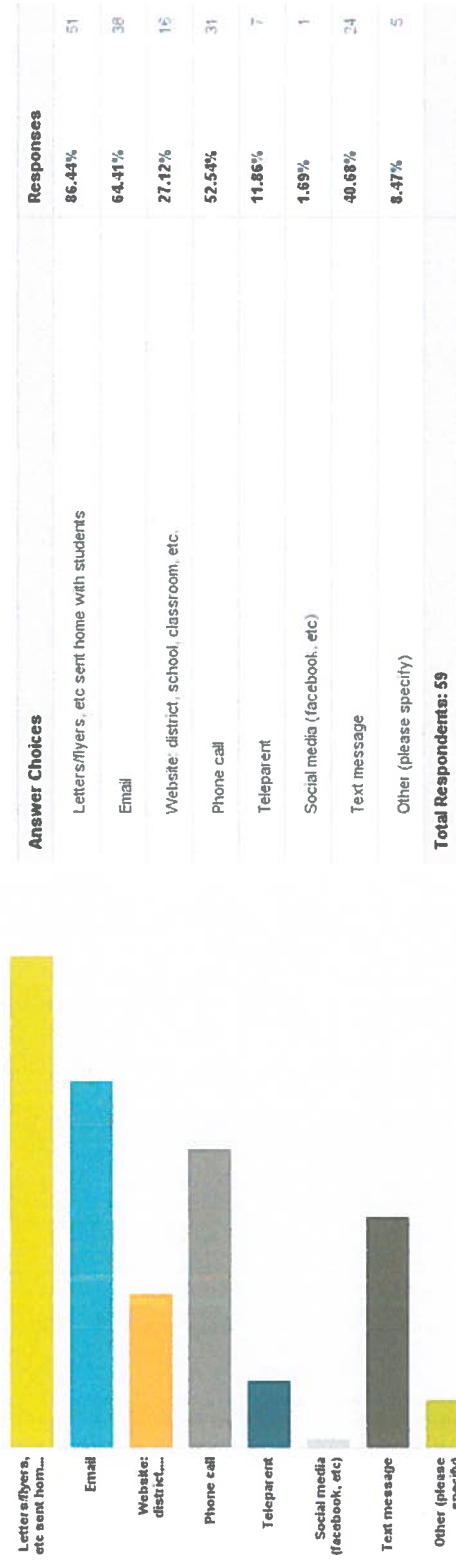 Letters/flyers,
etc sent hom...
Email
Website:
district,...
Phone call
Teleparent
Social media
(facebook, etc)
Text message
Other (please
specify)
Answer Choices Responses
Letters/flyers, etc sent home with students 86.44% 51
Email 64.41% 38
Website: district, school, classroom, etc. 27.12% 16
Phone call 52.54% 31
Teleparent 11.86% 7
Social media (facebook, etc) 1.69% 1
Text message 40.68% 24
Other (please specify) 8.47% 5
Total Respondents: 59